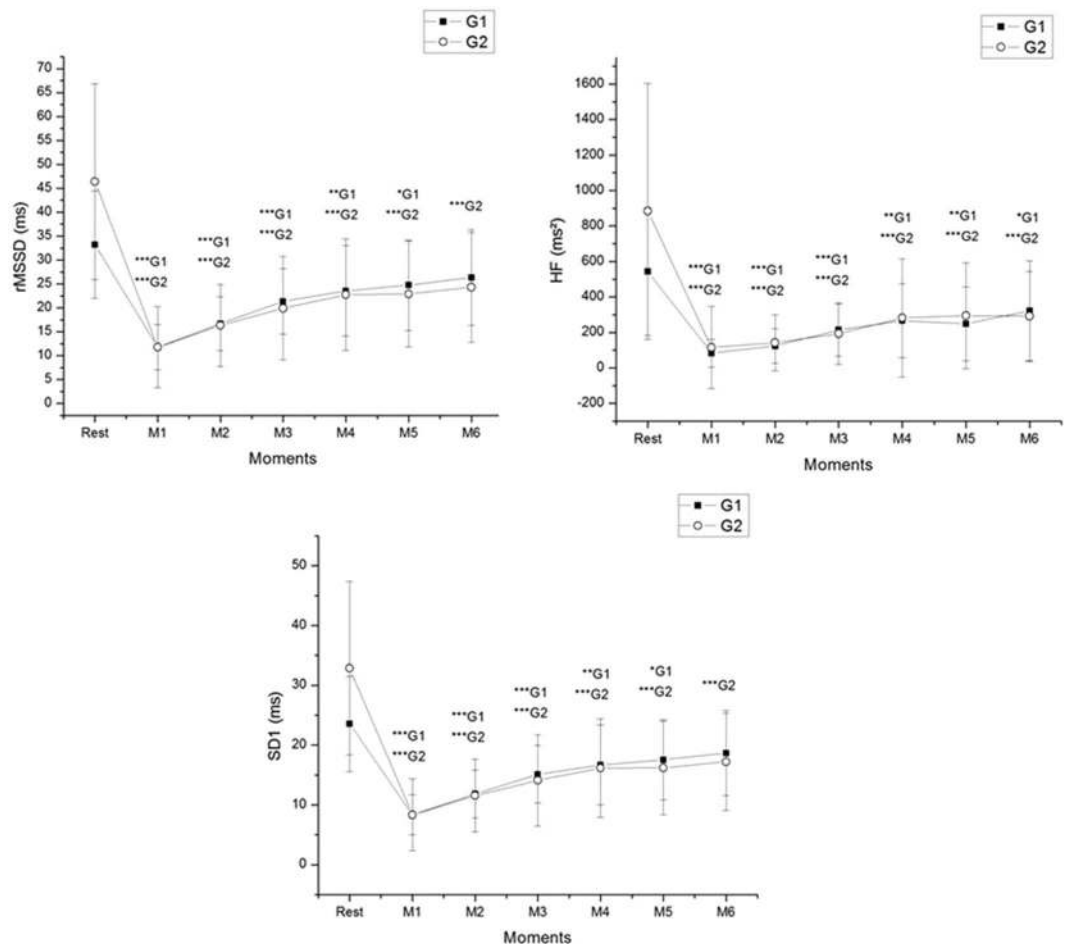 G1
G2
70
65
60
55
50
45
40
35
30
25
20
15
10
5
0
rMSSD (ms)
***G1
***G2
***G1
***G2
***G1
***G2
**G1
***G2
*G1
***G2
***G2
Rest M1 M2 M3 M4 M5 M6
Moments
G1
G2
1600
1400
1200
1000
800
600
400
200
0
-200
HF (ms²)
***G1
***G2
***G1
***G2
***G1
***G2
**G1
***G2
**G1
***G2
*G1
***G2
Rest M1 M2 M3 M4 M5 M6
Moments
G1
G2
50
40
30
20
10
0
SD1 (ms)
***G1
***G2
***G1
***G2
***G1
***G2
**G1
***G2
*G1
***G2
***G2
Rest M1 M2 M3 M4 M5 M6
Moments